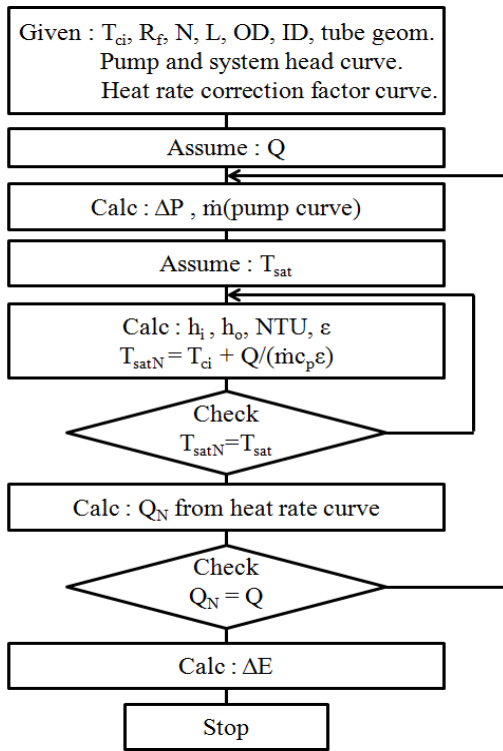 Given : T_ci, R_f, N, L, OD, ID, tube geom.
Pump and system head curve.
Heat rate correction factor curve.
Assume : Q
Calc : ΔP , ṁ(pump curve)
Assume : T_sat
Calc : h_i , h_o, NTU, ε
T_satN = T_ci + Q/(ṁc_pε)
Check
T_satN=T_sat
Calc : Q_N from heat rate curve
Check
Q_N = Q
Calc : ΔE
Stop